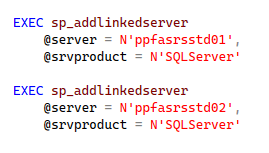 EXEC sp_addlinkedserver
@server = N'ppfasrsstd01',
@srvproduct = N'SQLServer'
EXEC sp_addlinkedserver
@server = N'ppfasrsstd02',
@srvproduct = N'SQLServer'